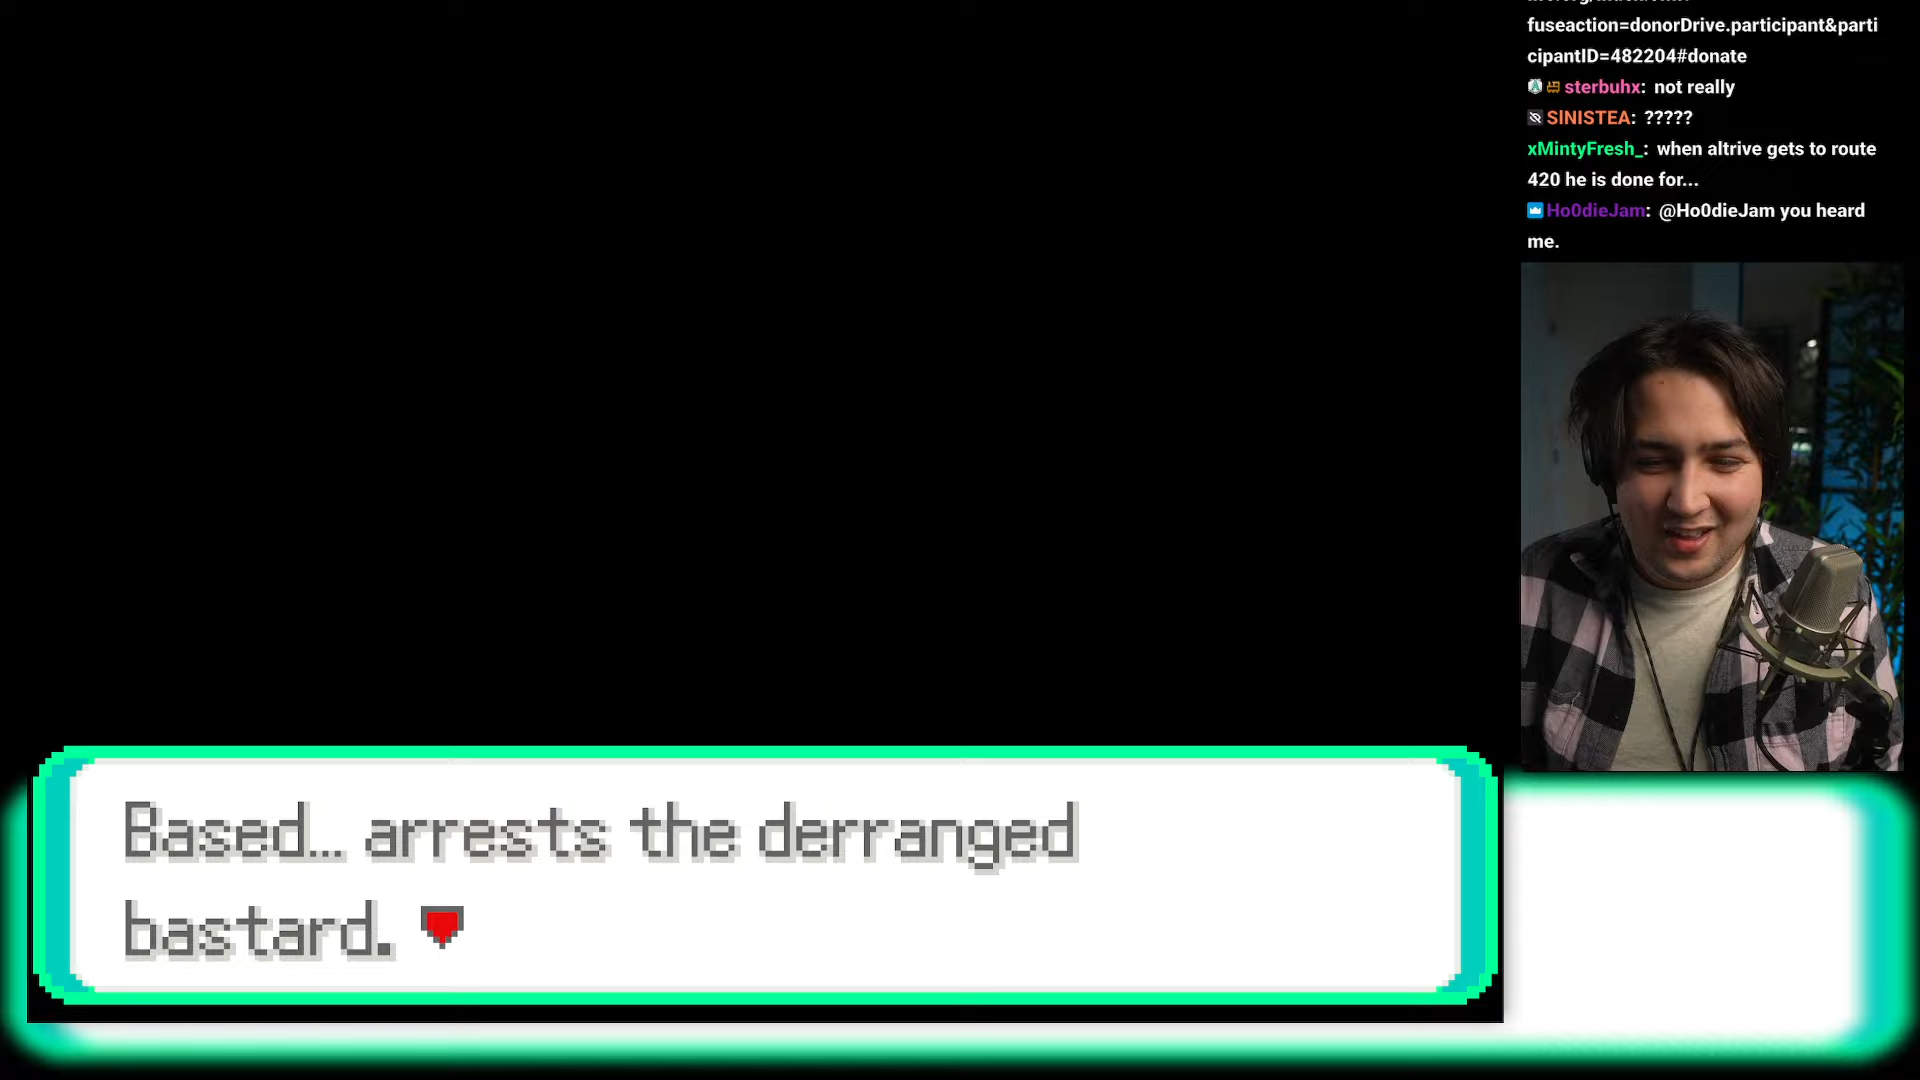 fuseaction=donorDrive.participant&parti
cipantID=482204#donate
sterbuhx: not really
SINISTEA: ?????
xMintyFresh_: when altrive gets to route
420 he is done for...
Ho0dieJam: @Ho0dieJam you heard
me.
Based... arrests the derranged
bastard.